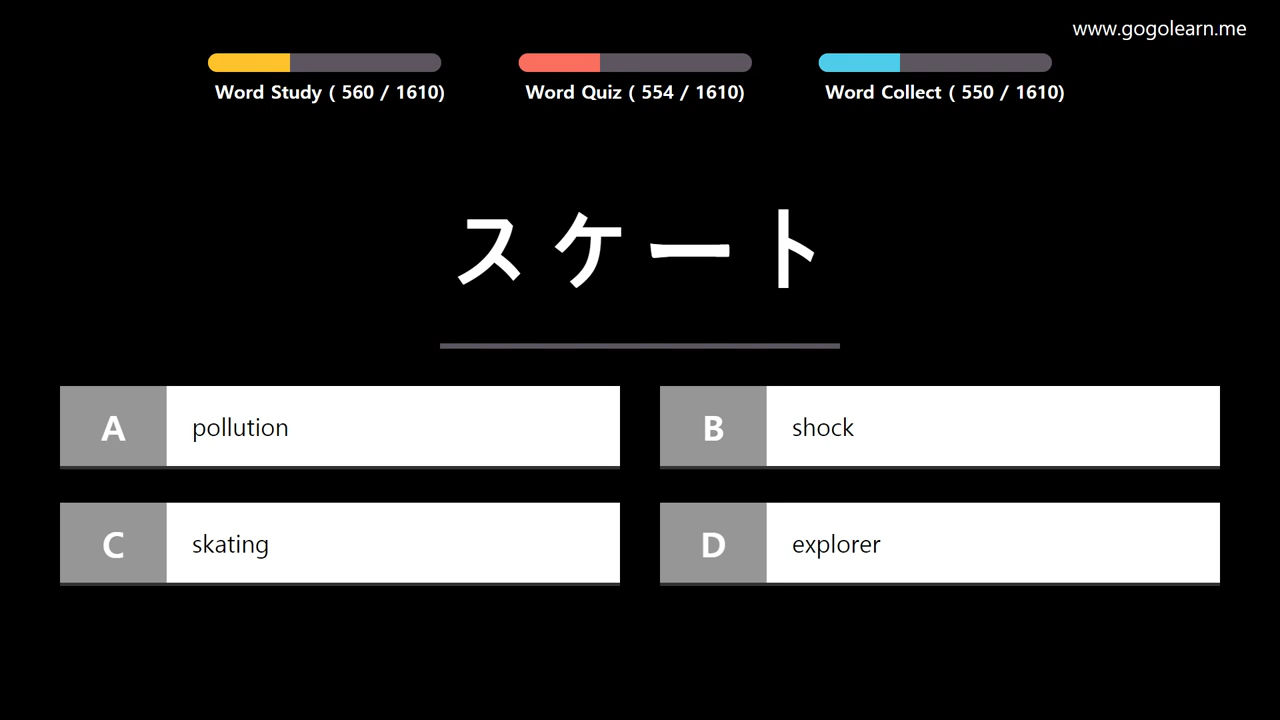 www.gogolearn.me
Word Study ( 560 / 1610)
Word Quiz ( 554 / 1610)
Word Collect ( 550 / 1610)
スケート
A pollution
B shock
C skating
D explorer